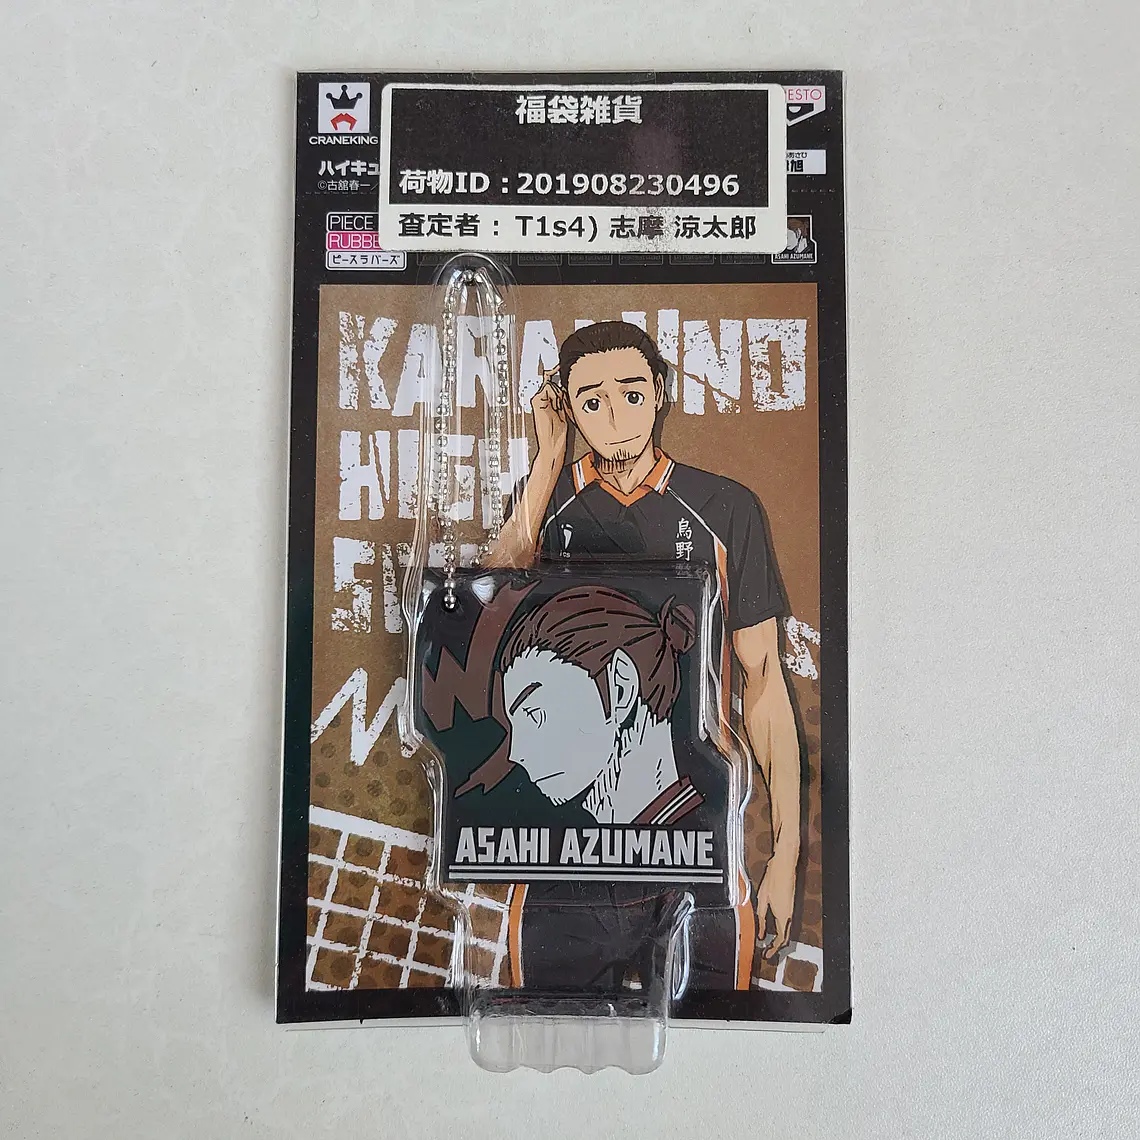 福袋雑貨
荷物ID:201908230496
査定者: T1s4) 志摩 涼太郎
CRANEKING
ESTO
ハイキュ
©古舘春一/
旭
PIECE
RUBBE
ピースラバーズ
ASAHI AZUMANE
KARASUNO
HIGH
烏野
ASAHI AZUMANE